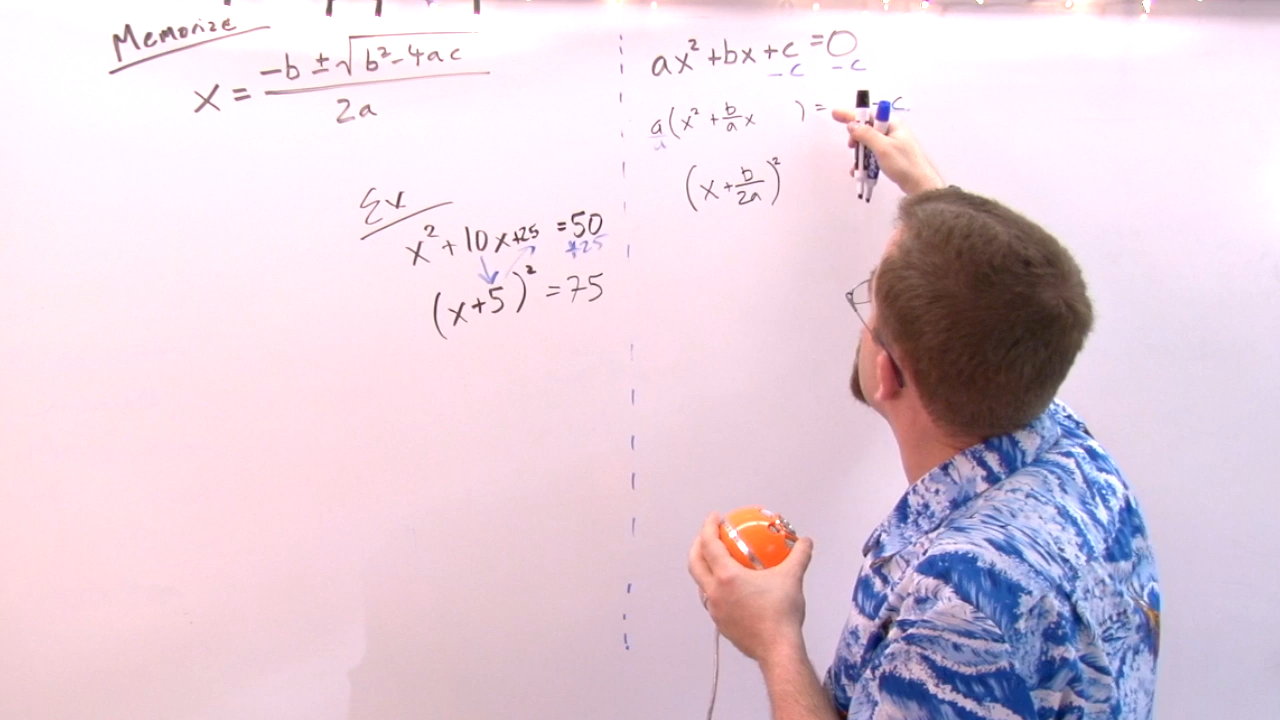 Memorize
x = -b ± √b² - 4ac / 2a
Ex
x² + 10x +25 = 50
+25
(x+5)² = 75
ax² + bx + c = 0
-c -c
a(x² + b/a x ) = -c
a
(x + b/2a)²